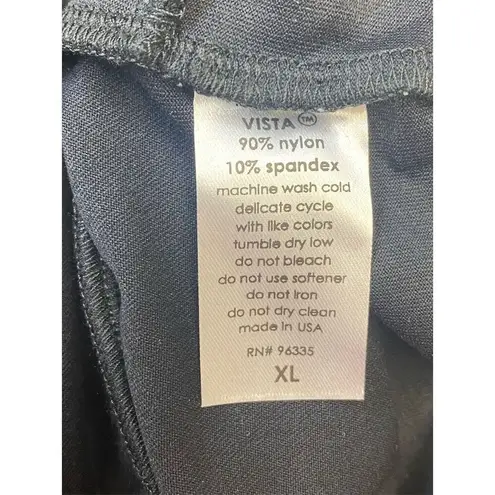 VISTA™
90% nylon
10% spandex
machine wash cold
delicate cycle
with like colors
tumble dry low
do not bleach
do not use softener
do not iron
do not dry clean
made in USA
RN# 96335
XL